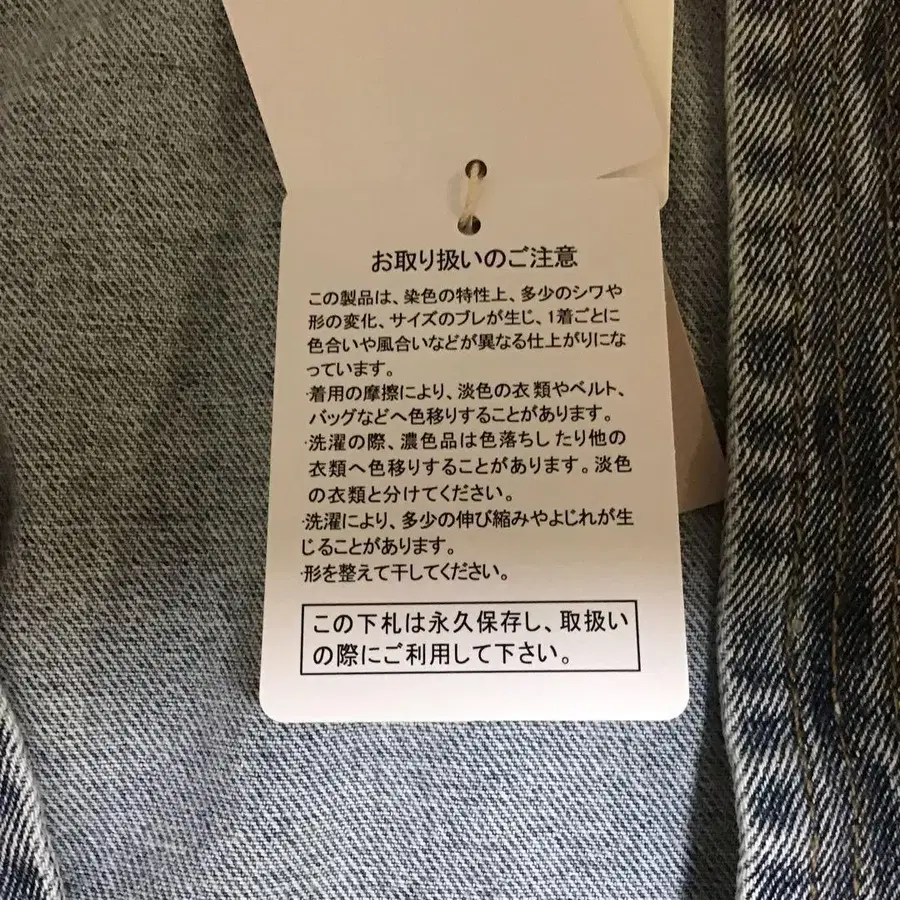 お取り扱いのご注意
この製品は、染色の特性上、多少のシワや
形の変化、サイズのブレが生じ、1着ごとに
色合いや風合いなどが異なる仕上がりにな
っています。
・着用の摩擦により、淡色の衣類やベルト、
バッグなどへ色移りすることがあります。
・洗濯の際、濃色品は色落ちしたり他の
衣類へ色移りすることがあります。淡色
の衣類と分けてください。
・洗濯により、多少の伸び縮みやよじれが生
じることがあります。
・形を整えて干してください。
この下札は永久保存し、取扱い
の際にご利用して下さい。